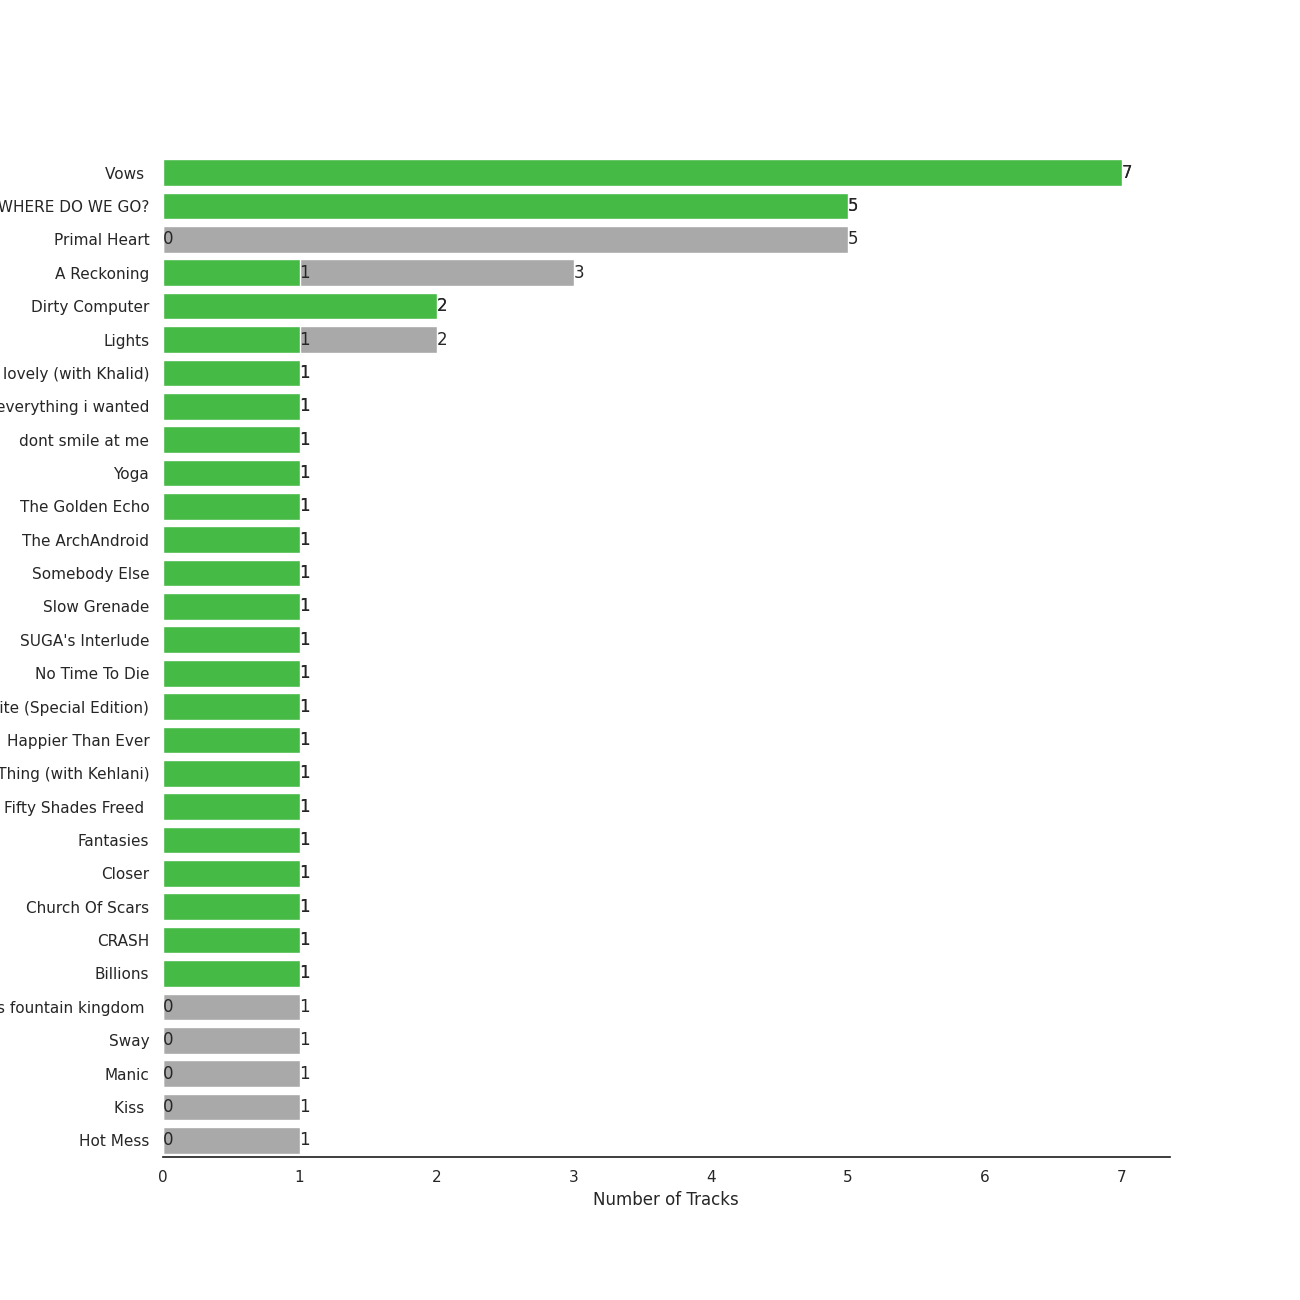 Vows 7
WHERE DO WE GO? 5
Primal Heart 0 5
A Reckoning 1 3
Dirty Computer 2
Lights 1 2
lovely (with Khalid) 1
everything i wanted 1
dont smile at me 1
Yoga 1
The Golden Echo 1
The ArchAndroid 1
Somebody Else 1
Slow Grenade 1
SUGA's Interlude 1
No Time To Die 1
(Special Edition) 1
Happier Than Ever 1
Thing (with Kehlani) 1
Fifty Shades Freed 1
Fantasies 1
Closer 1
Church Of Scars 1
CRASH 1
Billions 1
fountain kingdom 0 1
Sway 0 1
Manic 0 1
Kiss 0 1
Hot Mess 0 1
0 1 2 3 4 5 6 7
Number of Tracks